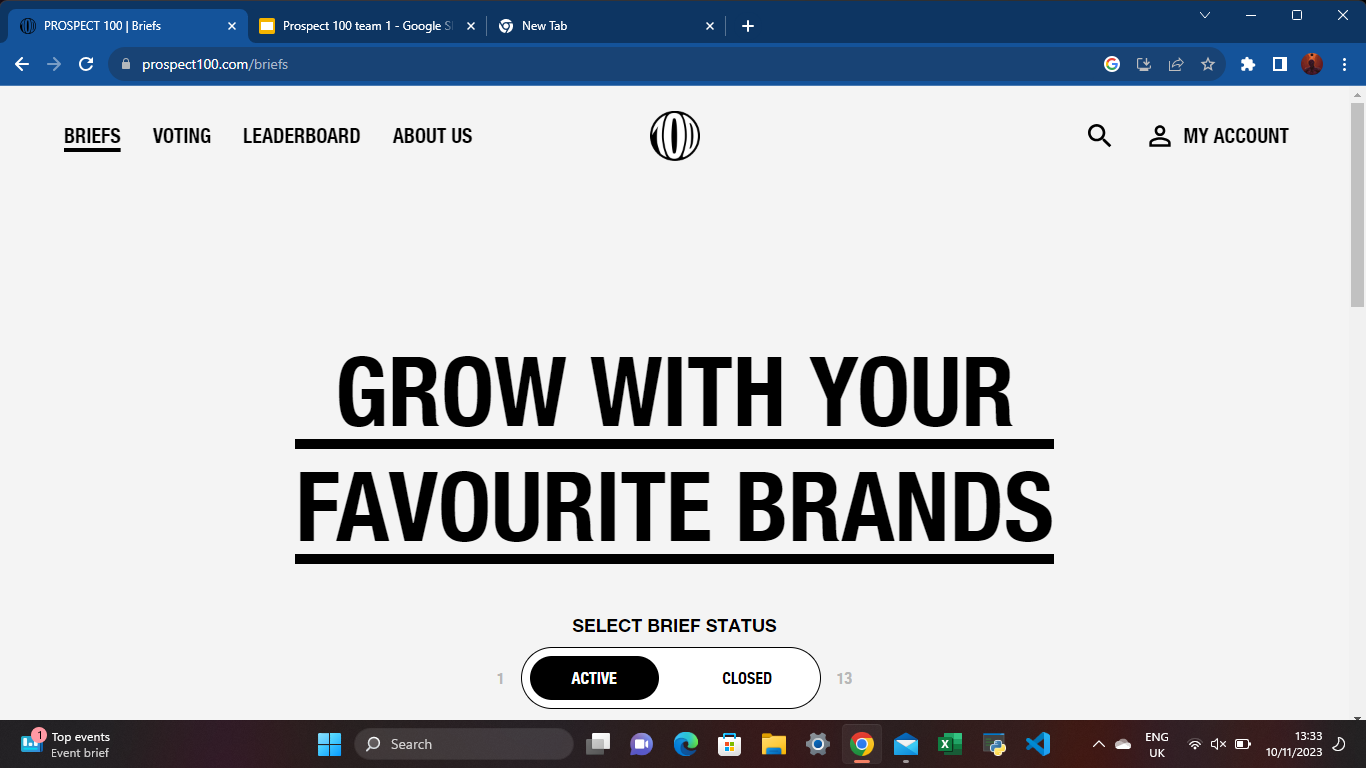 PROSPECT 100 | Briefs
Prospect 100 team 1 - Google Sl
New Tab
prospect100.com/briefs
BRIEFS
VOTING
LEADERBOARD
ABOUT US
MY ACCOUNT
GROW WITH YOUR
FAVOURITE BRANDS
SELECT BRIEF STATUS
1
ACTIVE
CLOSED
13
1
Top events
Event brief
Search
ENG
UK
13:33
10/11/2023